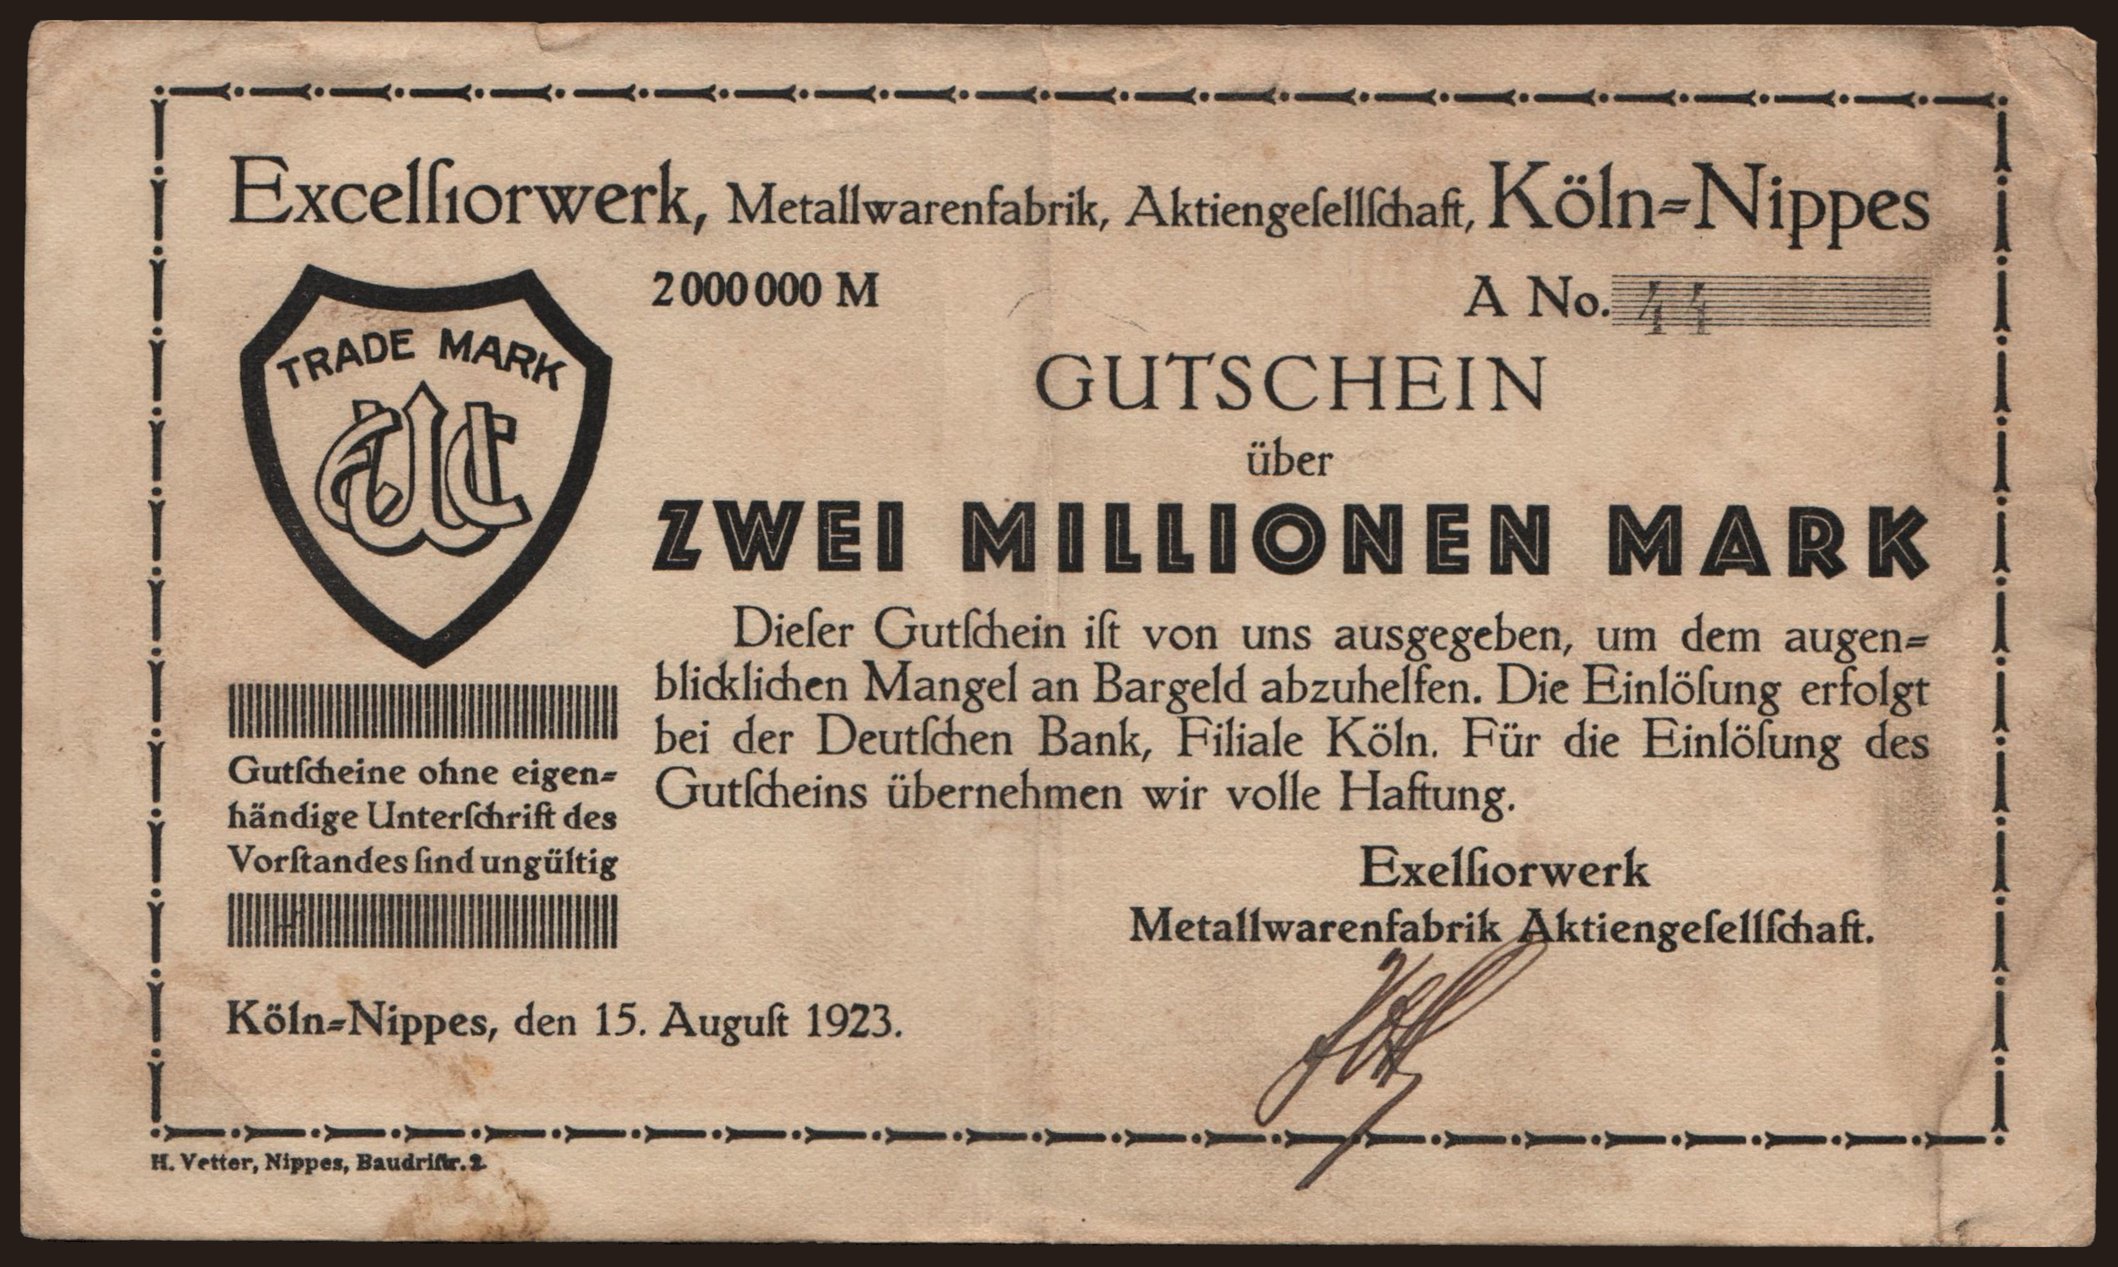 Excelſiorwerk, Metallwarenfabrik, Aktiengeſellſchaft, Köln=Nippes
2000000 M
A No. 44
TRADE MARK
GUTSCHEIN
über
ZWEI MILLIONEN MARK
Dieſer Gutſchein iſt von uns ausgegeben, um dem augen=
blicklichen Mangel an Bargeld abzuhelfen. Die Einlöſung erfolgt
bei der Deutſchen Bank, Filiale Köln. Für die Einlöſung des
Gutſcheins übernehmen wir volle Haftung.
Gutſcheine ohne eigen=
händige Unterſchrift des
Vorſtandes ſind ungültig
Exelſiorwerk
Metallwarenfabrik Aktiengeſellſchaft.
Köln=Nippes, den 15. Auguſt 1923.
H. Vetter, Nippes, Baudriſtr. 2